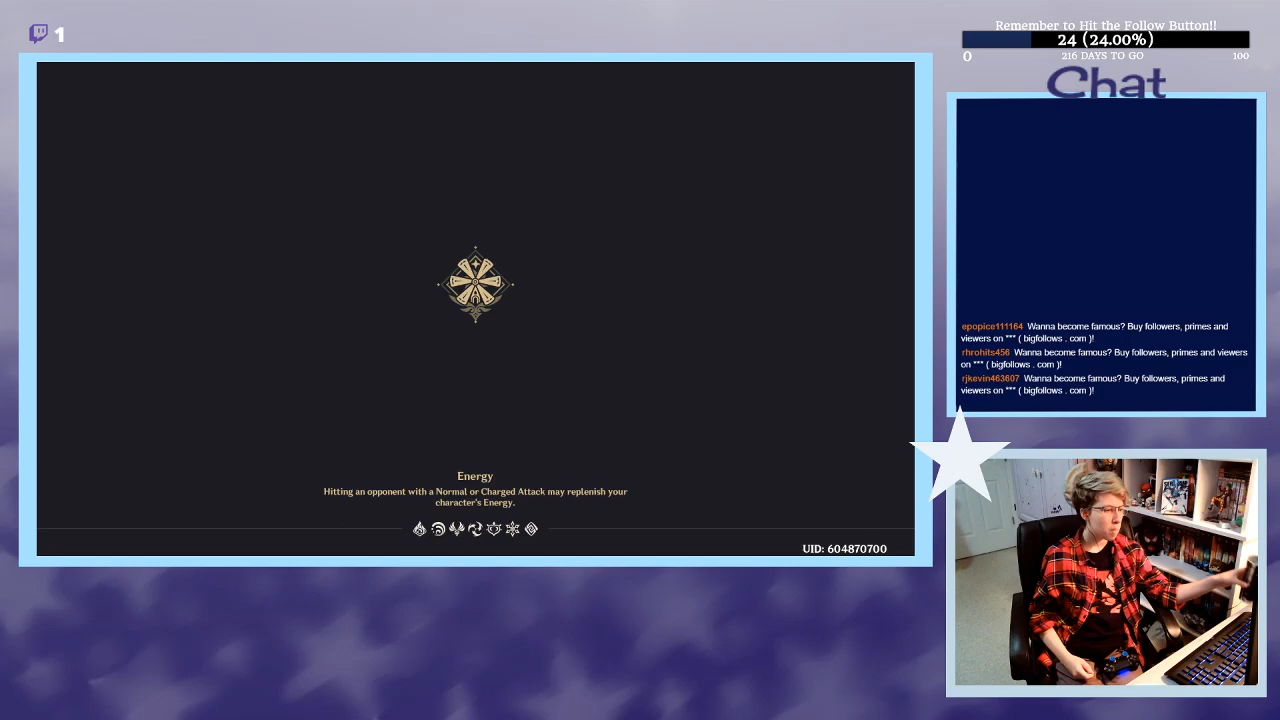 1
Remember to Hit the Follow Button!!
24 (24.00%)
0
216 DAYS TO GO
100
Chat
epopice111164 Wanna become famous? Buy followers, primes and
viewers on *** ( bigfollows . com )!
rhrohits456 Wanna become famous? Buy followers, primes and viewers
on *** ( bigfollows . com )!
rjkevin463607 Wanna become famous? Buy followers, primes and
viewers on *** ( bigfollows . com )!
Energy
Hitting an opponent with a Normal or Charged Attack may replenish your
character's Energy.
UID: 604870700